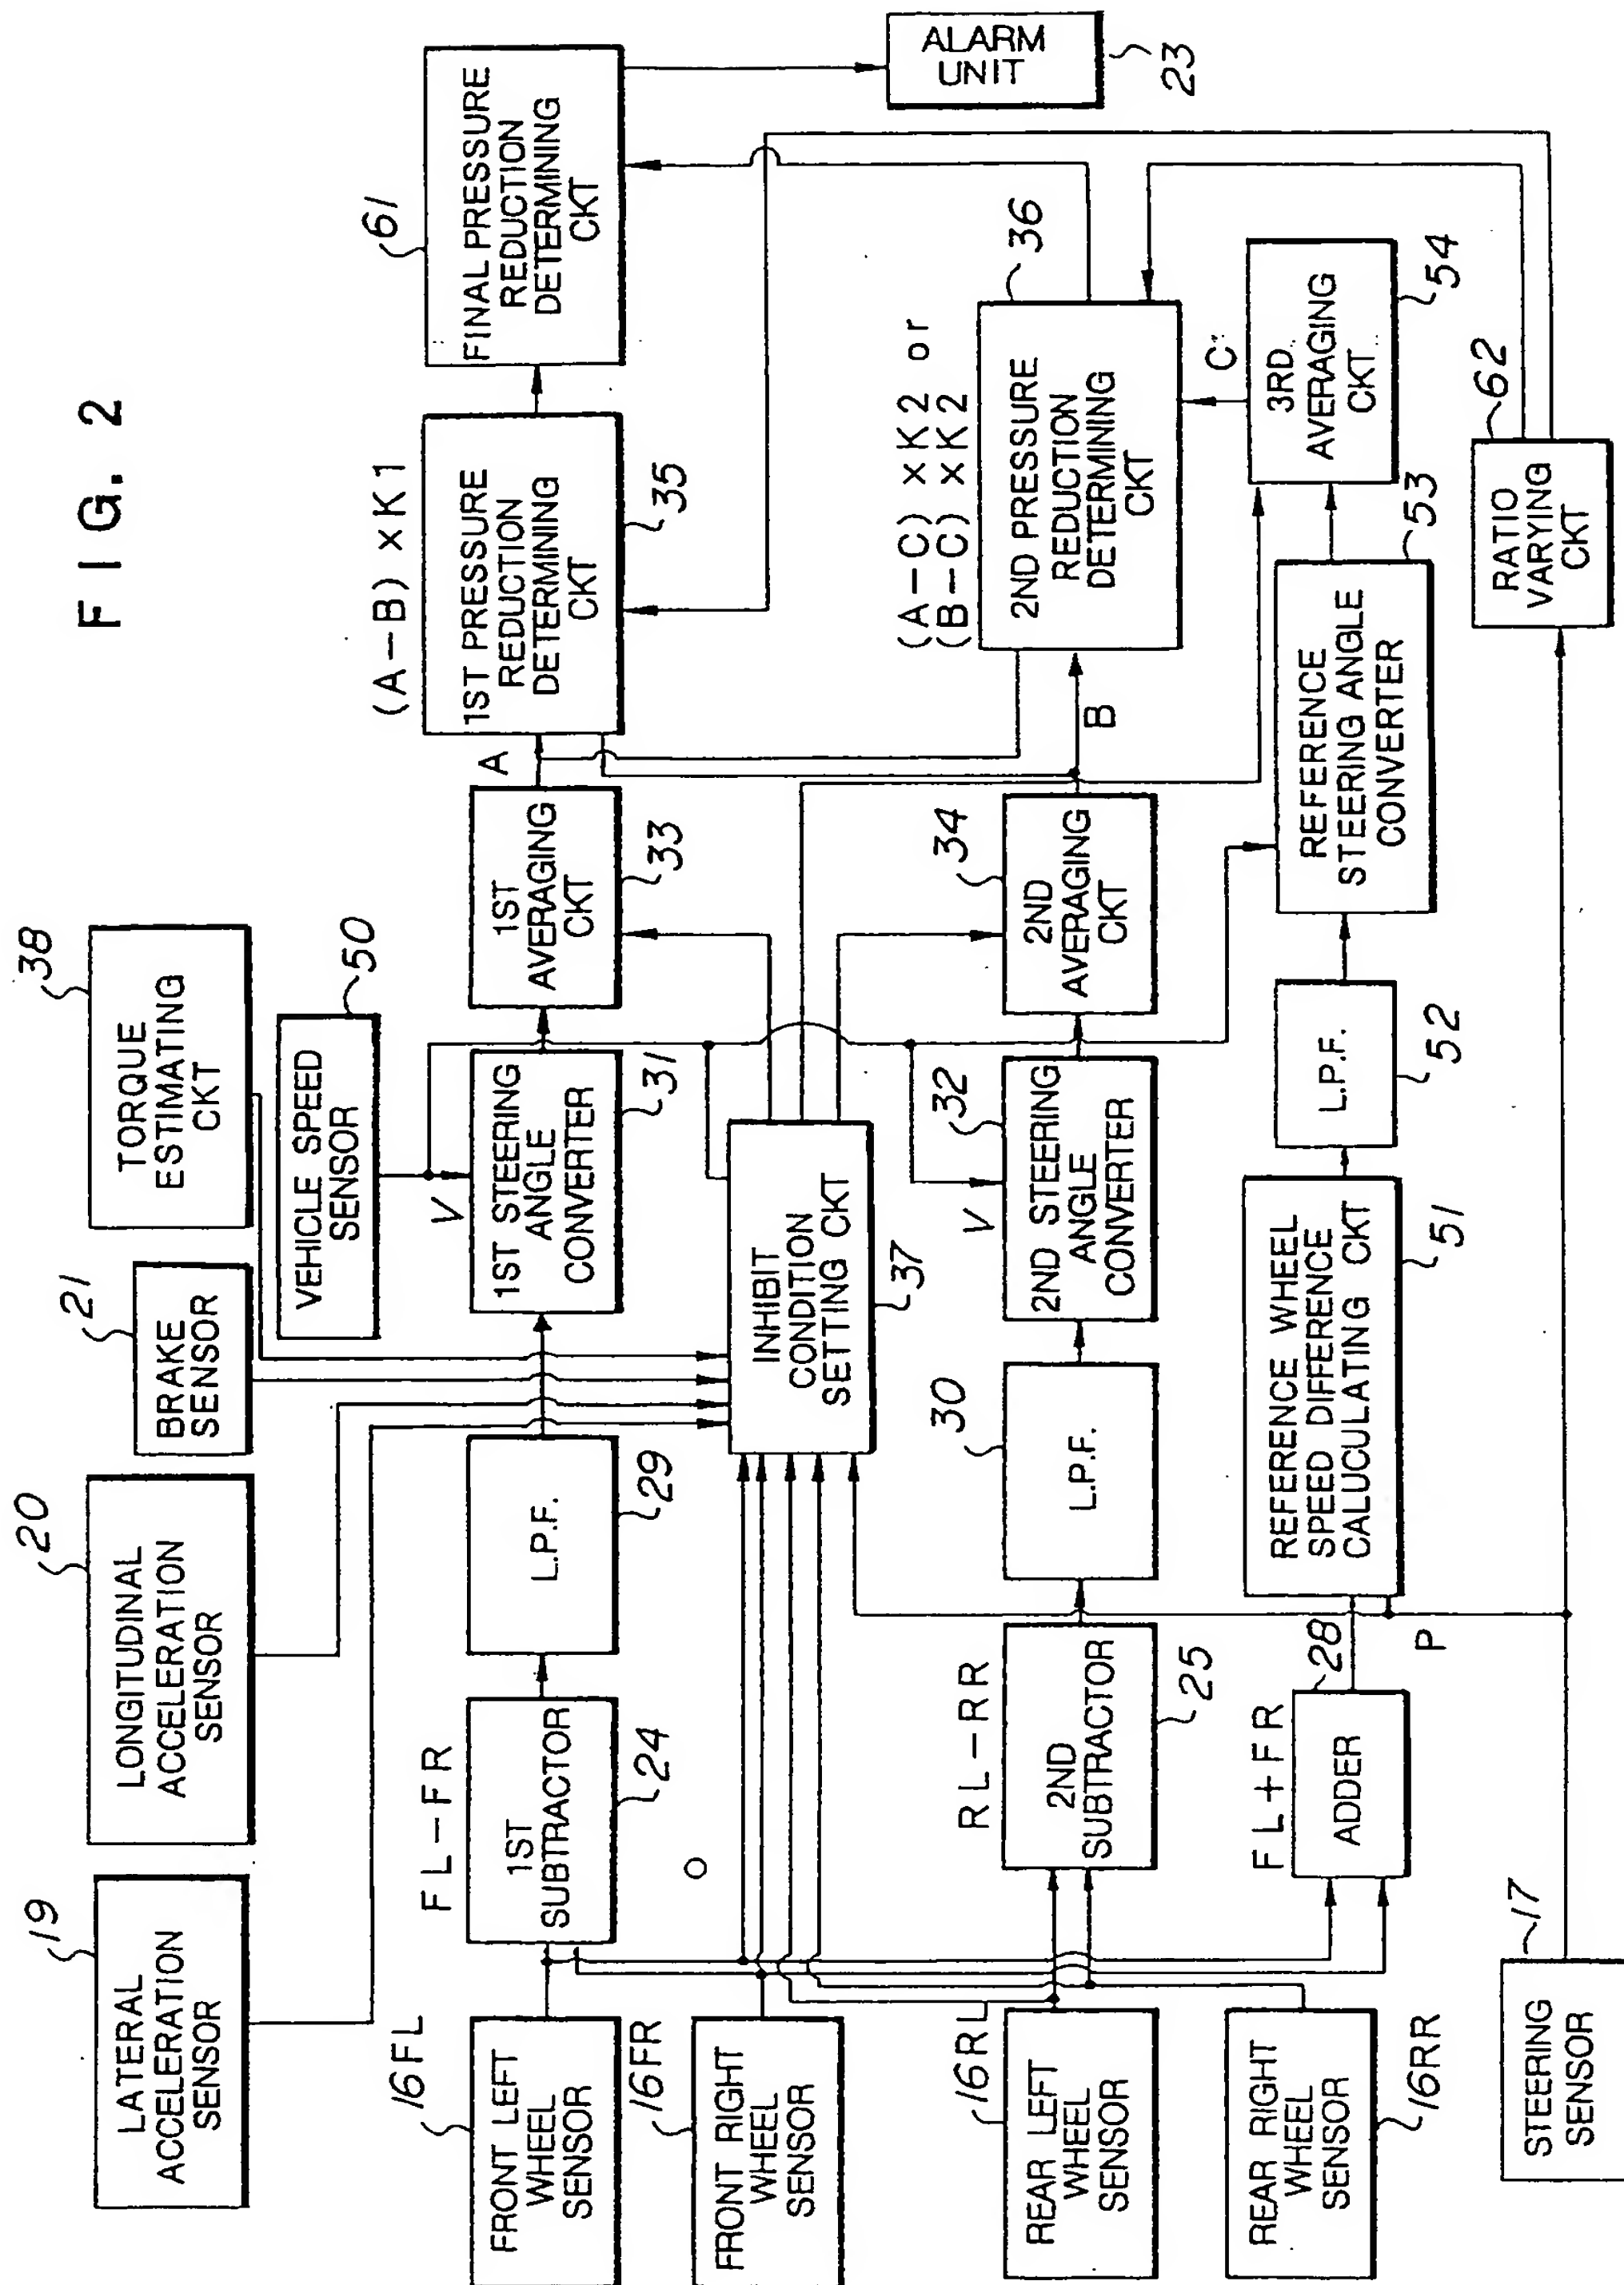 FIG. 2
19
LATERAL
ACCELERATION
SENSOR
20
LONGITUDINAL
ACCELERATION
SENSOR
21
BRAKE
SENSOR
38
TORQUE
ESTIMATING
CKT
50
VEHICLE SPEED
SENSOR
16FL
FRONT LEFT
WHEEL
SENSOR
FL-FR
1ST
SUBTRACTOR
24
L.P.F.
29
V
1ST STEERING
ANGLE
CONVERTER
31
1ST
AVERAGING
CKT
33
A
(A-B)xK1
1ST PRESSURE
REDUCTION
DETERMINING
CKT
35
61
FINAL PRESSURE
REDUCTION
DETERMINING
CKT
ALARM
UNIT
23
16FR
FRONT RIGHT
WHEEL
SENSOR
INHIBIT
CONDITION
SETTING CKT
37
16RL
REAR LEFT
WHEEL
SENSOR
RL-RR
2ND
SUBTRACTOR
25
30
L.P.F.
V
32
2ND STEERING
ANGLE
CONVERTER
34
2ND
AVERAGING
CKT
B
(A-C)xK2 or
(B-C)xK2
36
2ND PRESSURE
REDUCTION
DETERMINING
CKT
REAR RIGHT
WHEEL
SENSOR
16RR
FL+FR
ADDER
28
P
REFERENCE WHEEL
SPEED DIFFERENCE
CALUCULATING CKT
51
L.P.F.
52
REFERENCE
STEERING ANGLE
CONVERTER
53
C
3RD
AVERAGING
CKT
54
17
STEERING
SENSOR
RATIO
VARYING
CKT
62